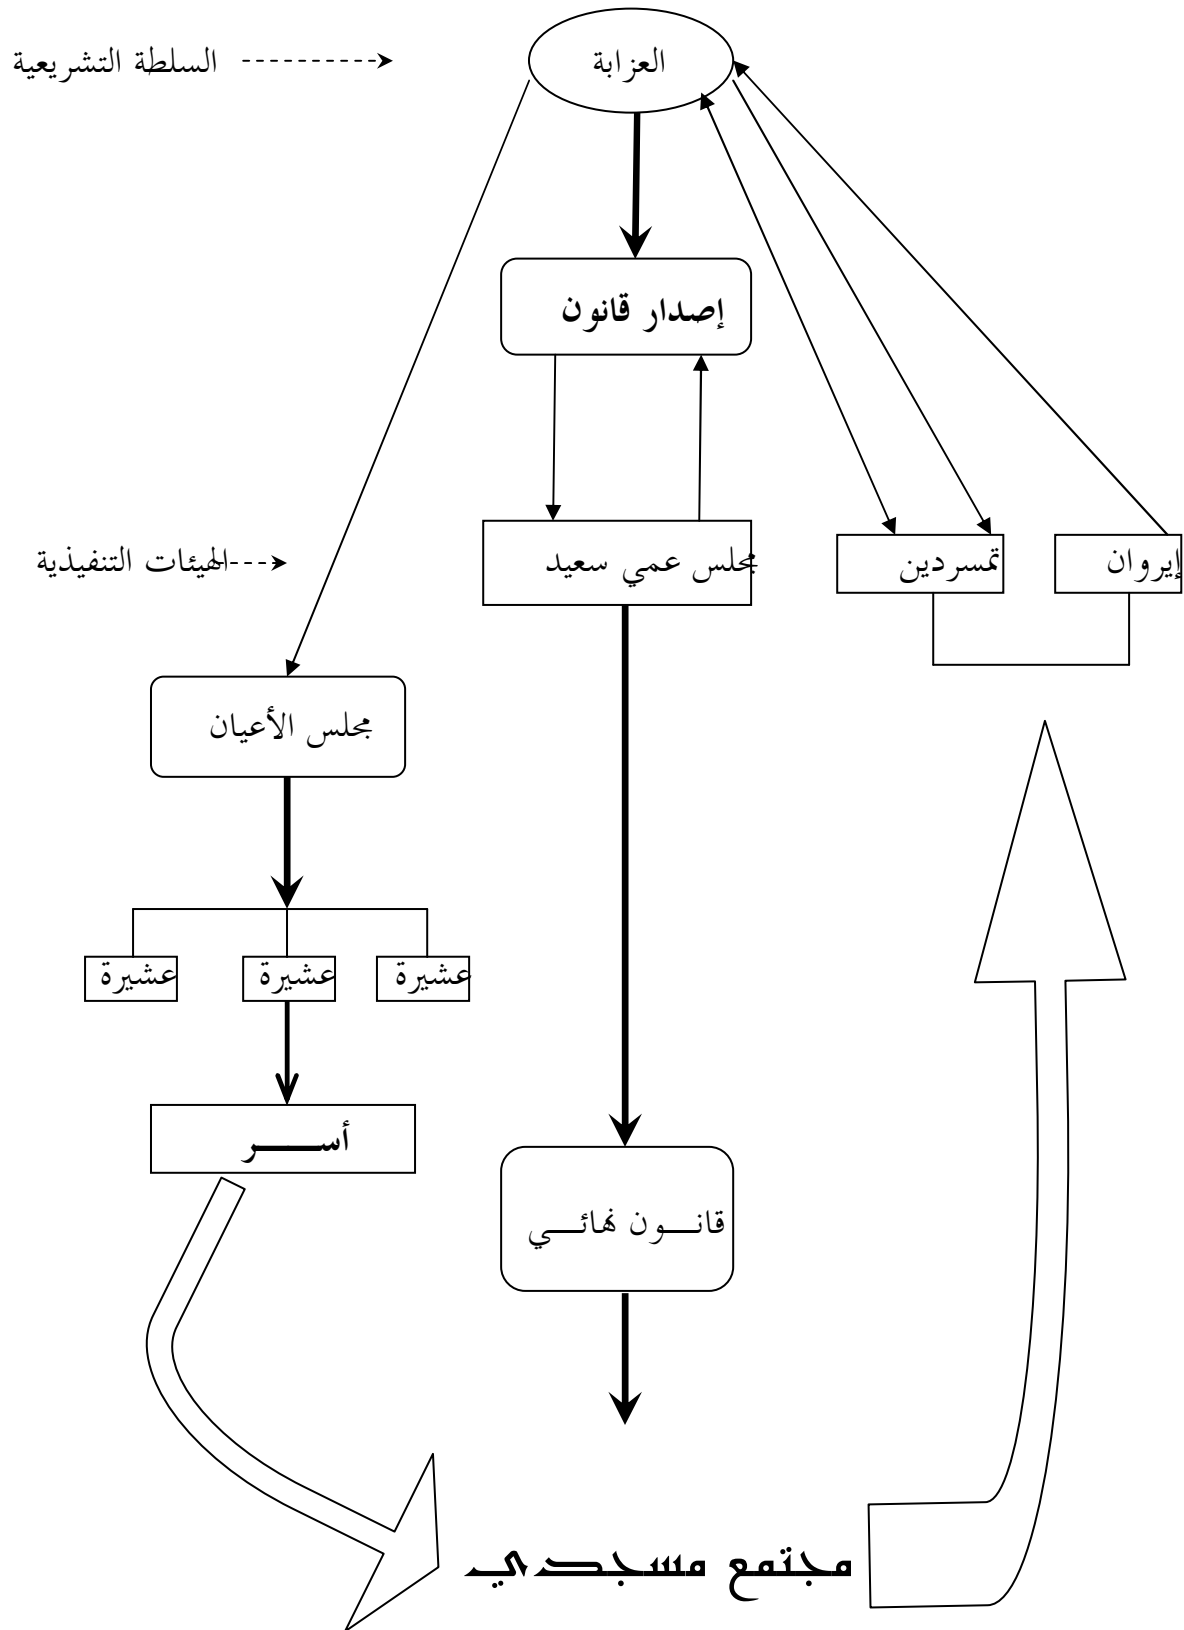 العزابة
السلطة التشريعية
إصدار قانون
إيروان
تمسردين
مجلس عمي سعيد
الهيئات التنفيذية
مجلس الأعيان
عشيرة
عشيرة
عشيرة
أســــر
قانـــون نهائـــي
مجتمع مسجدي